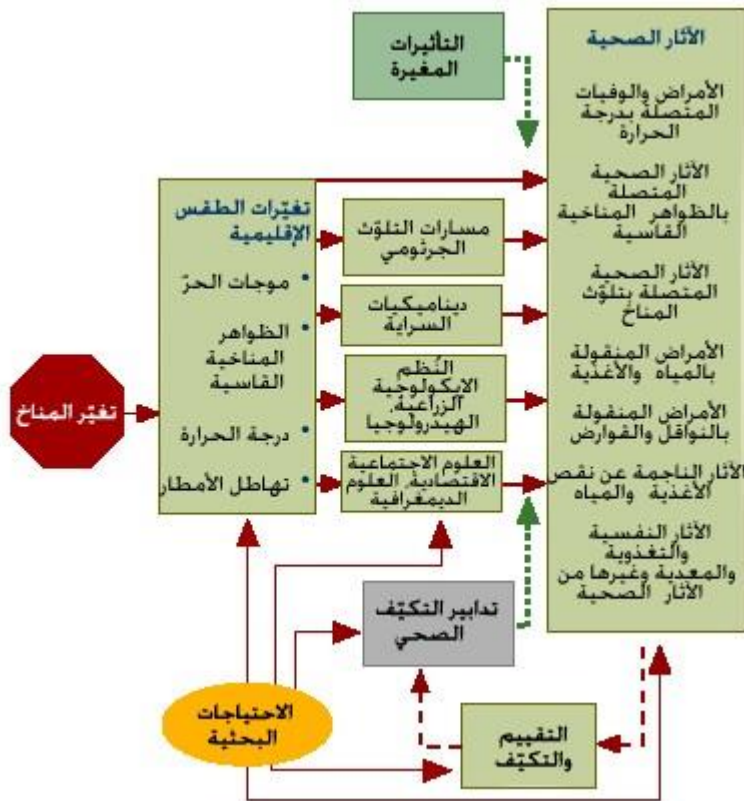 التأثيرات
المغيرة
الآثار الصحية
الأمراض والوفيات
المتصلة بدرجة
الحرارة
الآثار الصحية
المتصلة
بالظواهر المناخية
القاسية
الآثار الصحية
المتصلة بتلوّث
المناخ
الأمراض المنقولة
بالمياه والأغذية
الأمراض المنقولة
بالنواقل والقوارض
الآثار الناجمة عن نقص
الأغذية والمياه
الآثار النفسية
والتغذوية
والمعدية وغيرها من
الآثار الصحية
تغيّرات الطقس
الإقليمية
• موجات الحرّ
• الظواهر
المناخية
القاسية
• درجة الحرارة
• تهاطل الأمطار
مسارات التلوّث
الجرثومي
ديناميكيات
السراية
النُظم
الايكولوجية
الزراعية،
الهيدرولوجيا
العلوم الاجتماعية
الاقتصادية، العلوم
الديمغرافية
تغيّر المناخ
تدابير التكيّف
الصحي
الاحتياجات
البحثية
التقييم
والتكيّف